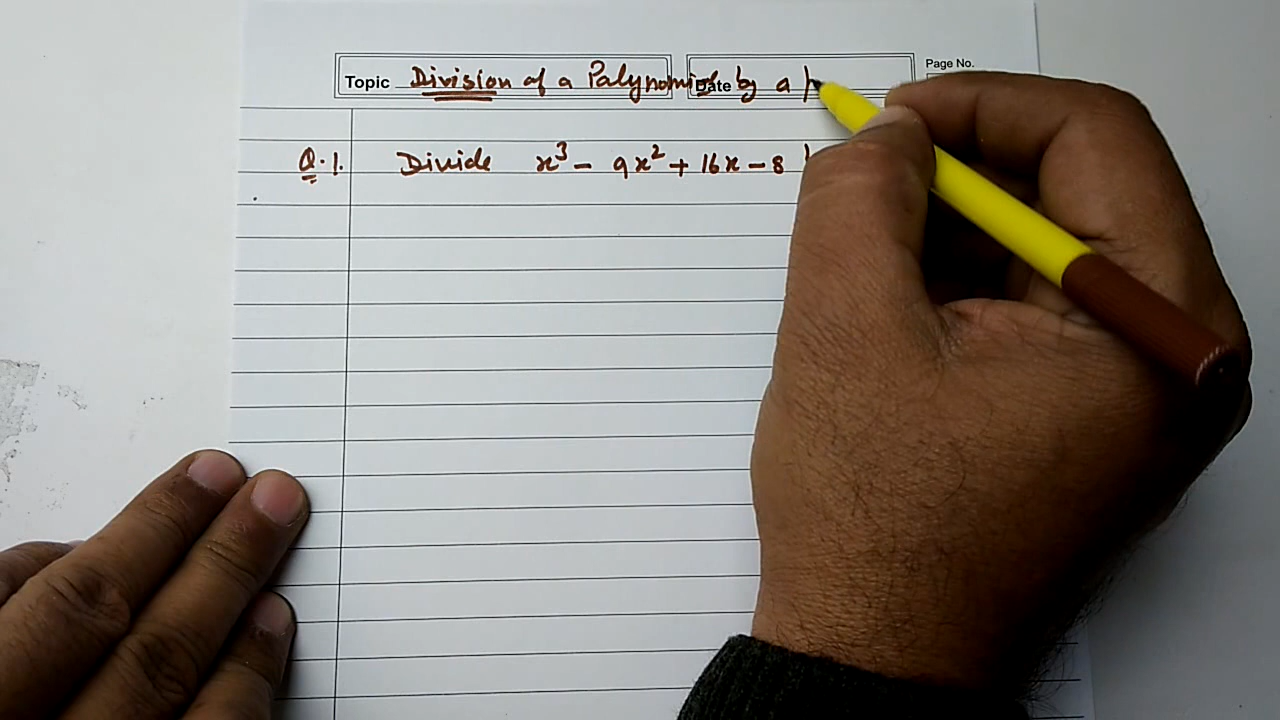 Page No.
Topic Division of a Polynomial by a
Date
Q.1. Divide x³ - 9x² + 16x - 8